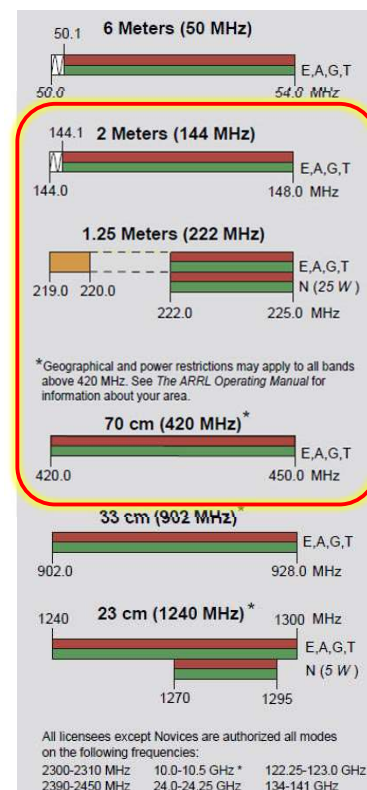 6 Meters (50 MHz)
50.1
E,A,G,T
50.0 54.0 MHz
2 Meters (144 MHz)
144.1
E,A,G,T
144.0 148.0 MHz
1.25 Meters (222 MHz)
E,A,G,T
N (25 W)
219.0 220.0
222.0 225.0 MHz
*Geographical and power restrictions may apply to all bands
above 420 MHz. See The ARRL Operating Manual for
information about your area.
70 cm (420 MHz)*
E,A,G,T
420.0 450.0 MHz
33 cm (902 MHz)*
E,A,G,T
902.0 928.0 MHz
23 cm (1240 MHz)*
1240 1300 MHz
E,A,G,T
N (5 W)
1270 1295
All licensees except Novices are authorized all modes
on the following frequencies:
2300-2310 MHz 10.0-10.5 GHz * 122.25-123.0 GHz
2390-2450 MHz 24.0-24.25 GHz 134-141 GHz